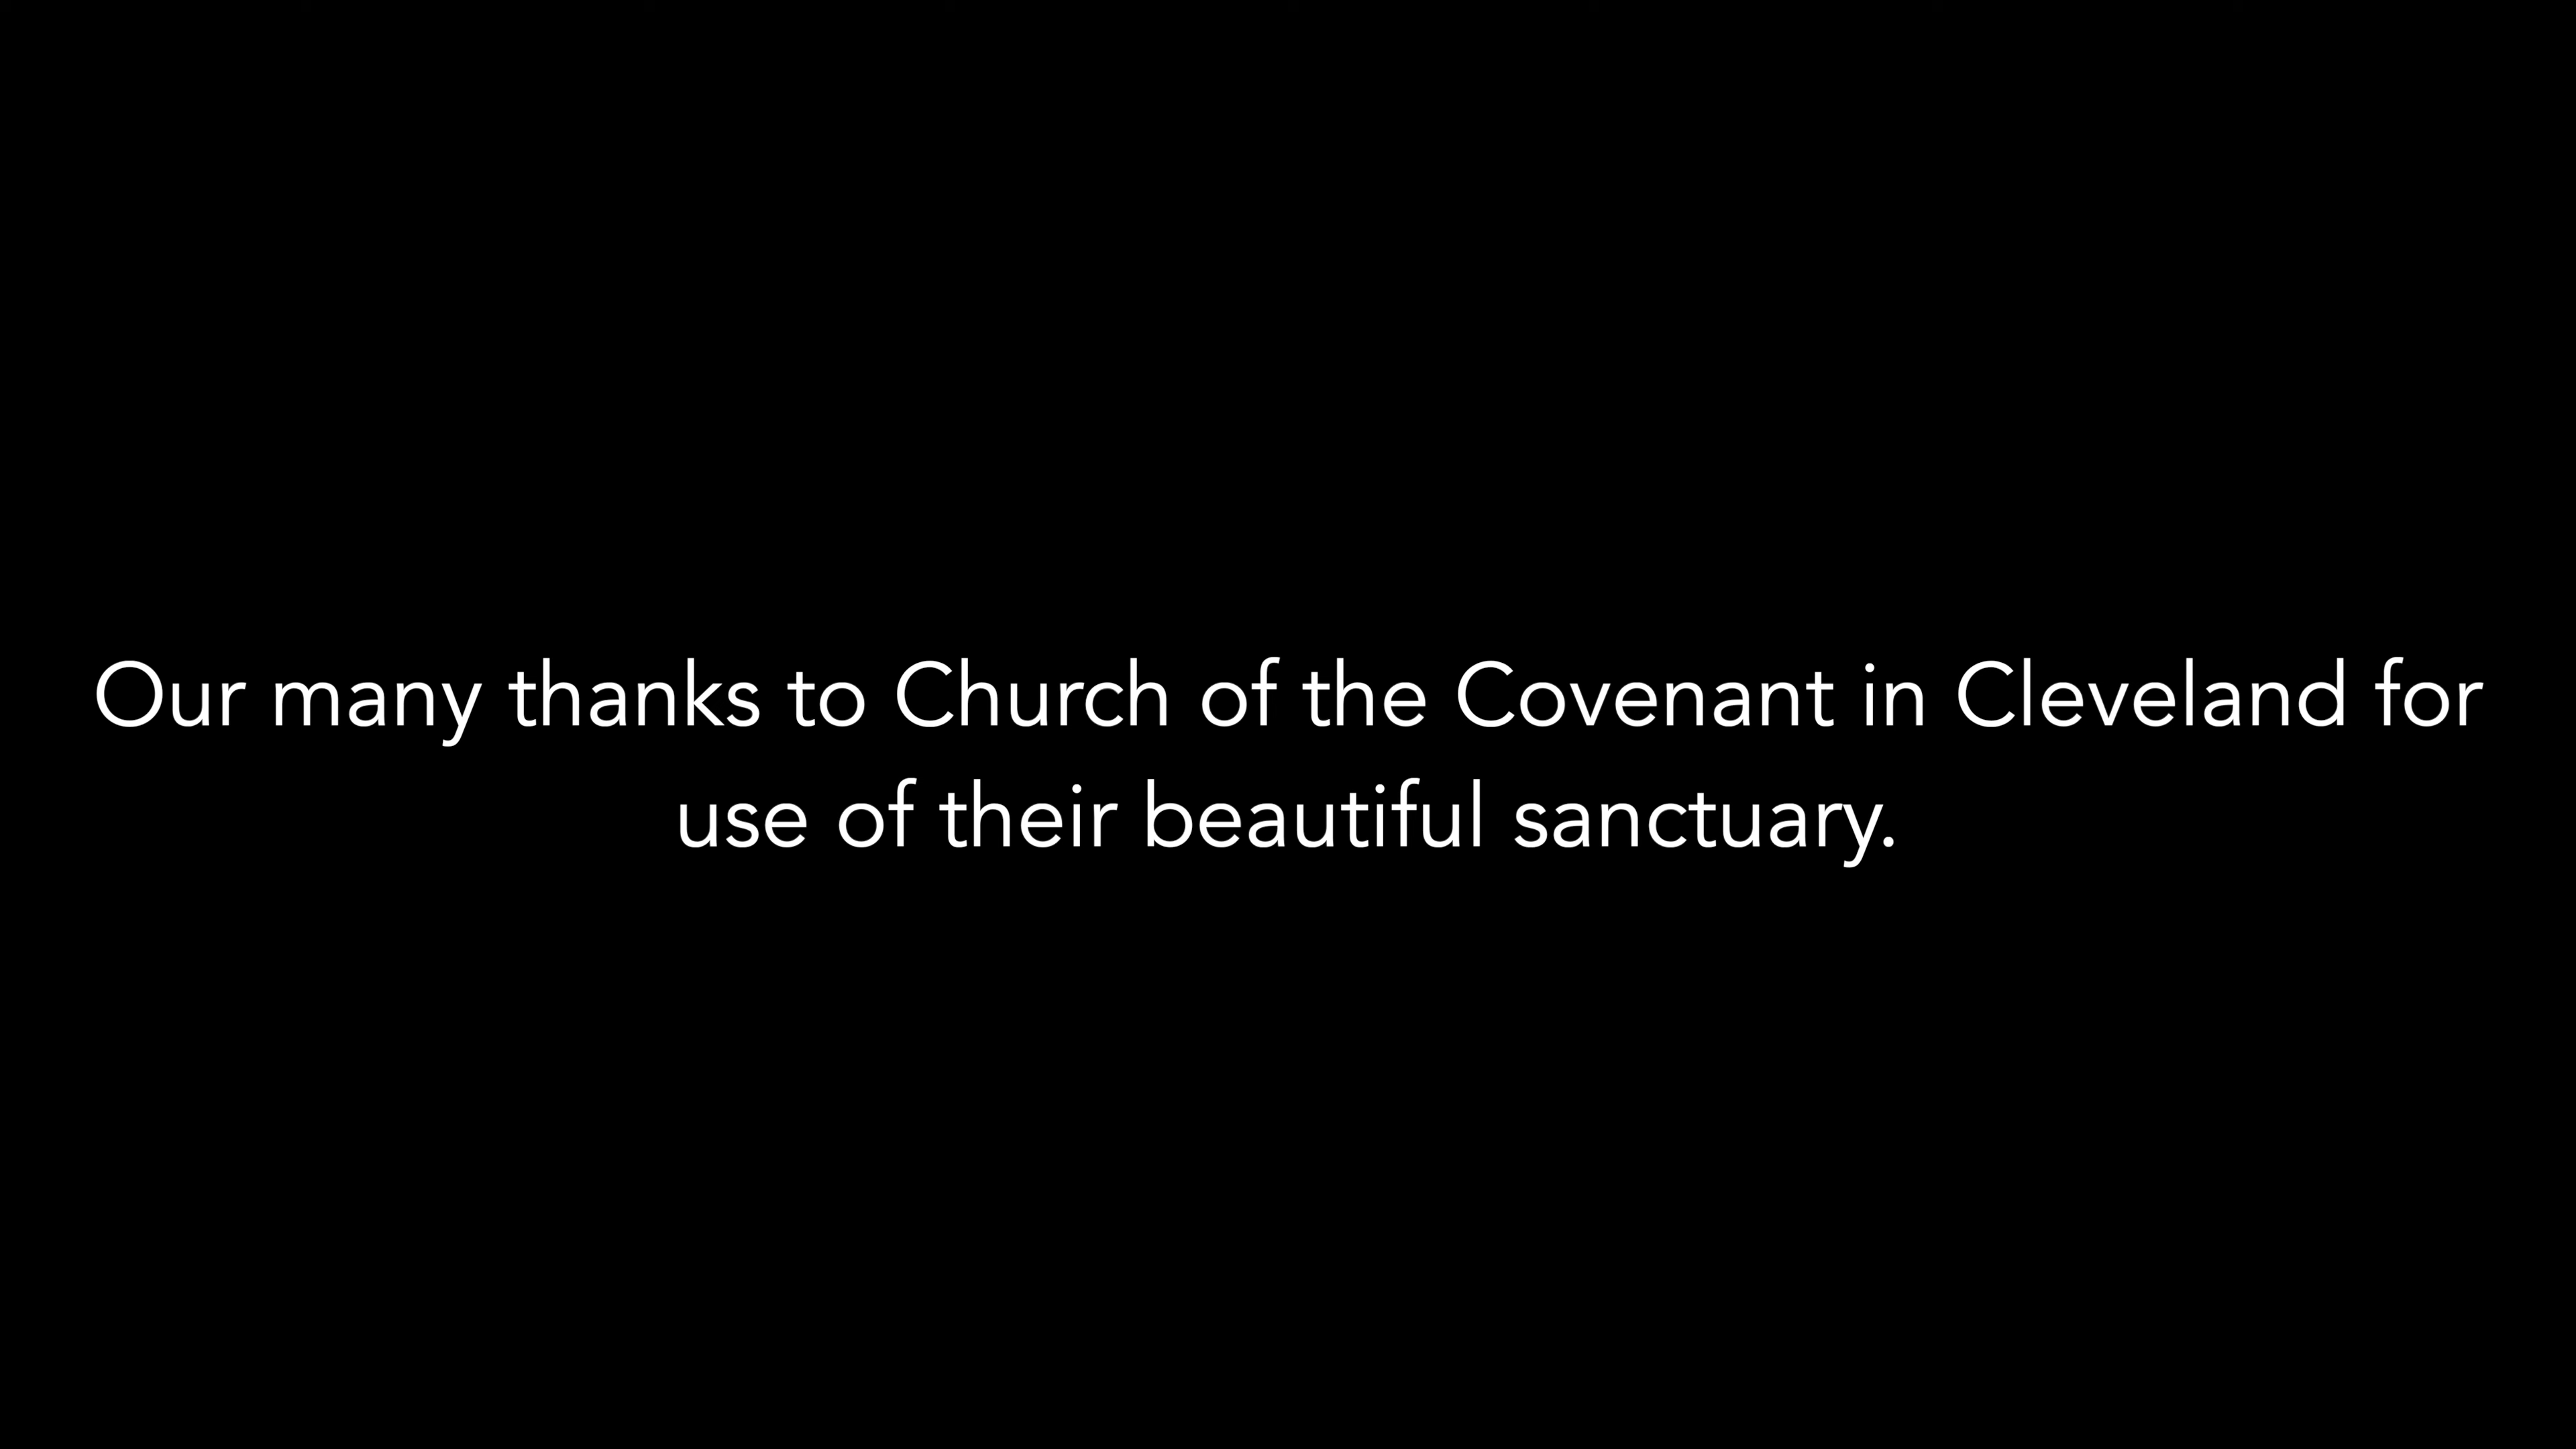 Our many thanks to Church of the Covenant in Cleveland for
use of their beautiful sanctuary.